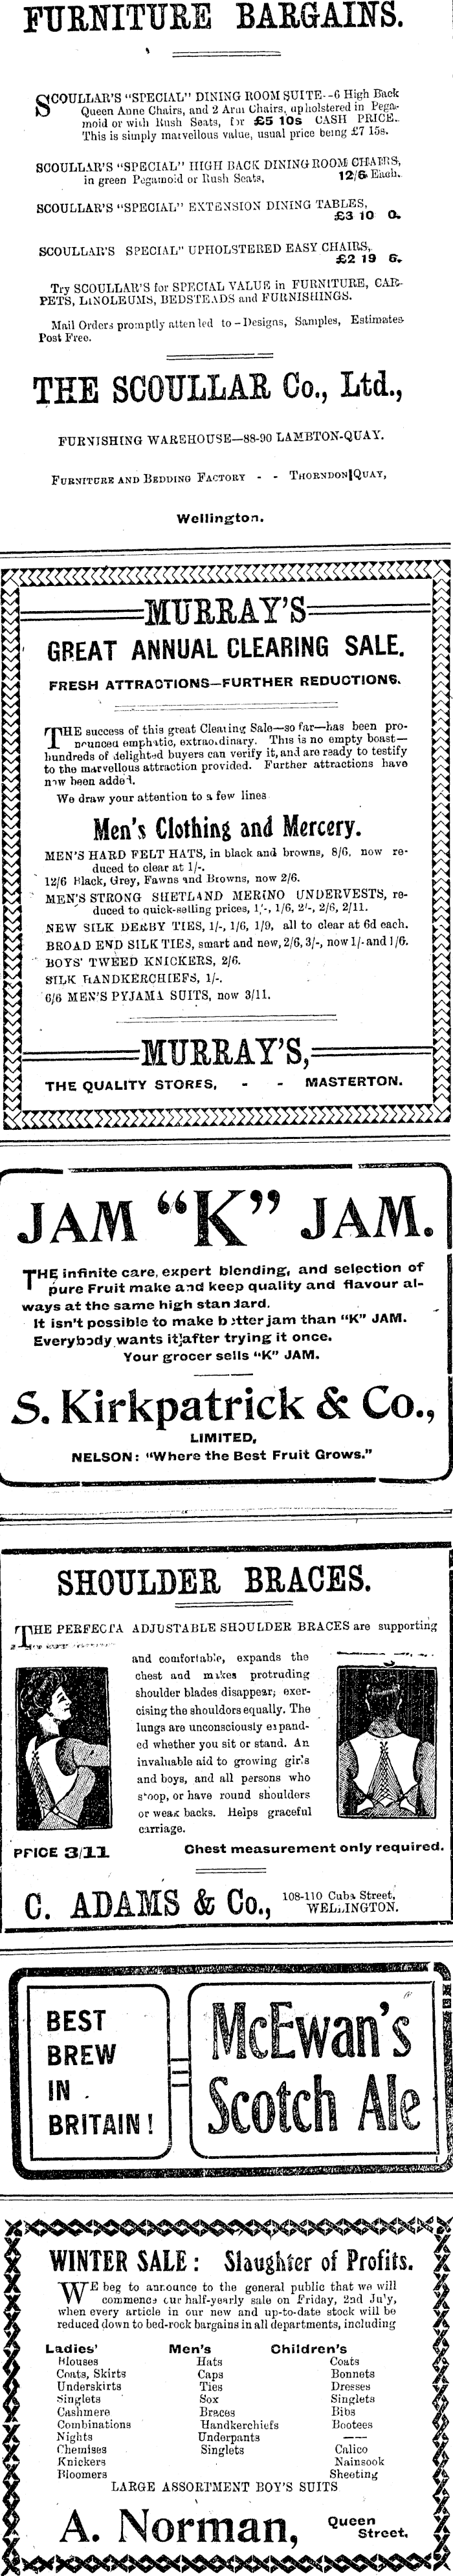 FURNITURE BARGAINS.
SCOULLAR'S "SPECIAL" DINING ROOM SUITE--6 High Back
Queen Anne Chairs, and 2 Arm Chairs, upholstered in Pega-
moid or with Rush Seats, for £5 10s CASH PRICE.
This is simply marvellous value, usual price being £7 15s.
SCOULLAR'S "SPECIAL" HIGH BACK DINING ROOM CHAIRS,
in green Pegamoid or Rush Seats, 12/6 Each.
SCOULLAR'S "SPECIAL" EXTENSION DINING TABLES,
£3 10 0.
SCOULLAR'S SPECIAL" UPHOLSTERED EASY CHAIRS,
£2 19 6.
Try SCOULLAR'S for SPECIAL VALUE in FURNITURE, CAR-
PETS, LINOLEUMS, BEDSTEADS and FURNISHINGS.
Mail Orders promptly attended to - Designs, Samples, Estimates
Post Free.
THE SCOULLAR Co., Ltd.,
FURNISHING WAREHOUSE—88-90 LAMBTON-QUAY.
FURNITURE AND BEDDING FACTORY - - THORNDON QUAY,
Wellington.
MURRAY'S
GREAT ANNUAL CLEARING SALE.
FRESH ATTRACTIONS—FURTHER REDUCTIONS.
THE success of this great Clearing Sale—so far—has been pro-
nounced emphatic, extraordinary. This is no empty boast—
hundreds of delighted buyers can verify it, and are ready to testify
to the marvellous attraction provided. Further attractions have
now been added.
We draw your attention to a few lines
Men's Clothing and Mercery.
MEN'S HARD FELT HATS, in black and browns, 8/6, now re-
duced to clear at 1/-.
12/6 Black, Grey, Fawns and Browns, now 2/6.
MEN'S STRONG SHETLAND MERINO UNDERVESTS, re-
duced to quick-selling prices, 1/-, 1/6, 2/-, 2/6, 2/11.
NEW SILK DERBY TIES, 1/-, 1/6, 1/9, all to clear at 6d each.
BROAD END SILK TIES, smart and new, 2/6, 3/-, now 1/- and 1/6.
BOYS' TWEED KNICKERS, 2/6.
SILK HANDKERCHIEFS, 1/-.
6/6 MEN'S PYJAMA SUITS, now 3/11.
MURRAY'S,
THE QUALITY STORES, - - MASTERTON.
JAM "K" JAM.
THE infinite care, expert blending, and selection of
pure Fruit make and keep quality and flavour al-
ways at the same high standard.
It isn't possible to make better jam than "K" JAM.
Everybody wants it after trying it once.
Your grocer sells "K" JAM.
S. Kirkpatrick & Co.,
LIMITED,
NELSON: "Where the Best Fruit Grows."
SHOULDER BRACES.
THE PERFECTA ADJUSTABLE SHOULDER BRACES are supporting
and comfortable, expands the
chest and makes protruding
shoulder blades disappear; exer-
cising the shouldors equally. The
lungs are unconsciously expand-
ed whether you sit or stand. An
invaluable aid to growing girls
and boys, and all persons who
stoop, or have round shoulders
or weak backs. Helps graceful
carriage.
PRICE 3/11 Chest measurement only required.
C. ADAMS & Co., 108-110 Cuba Street,
WELLINGTON.
BEST
BREW
IN
BRITAIN!
McEwan's
Scotch Ale
WINTER SALE: Slaughter of Profits.
WE beg to announce to the general public that we will
commence our half-yearly sale on Friday, 2nd July,
when every article in our new and up-to-date stock will be
reduced down to bed-rock bargains in all departments, including
Ladies' Men's Children's
Blouses Hats Coats
Coats, Skirts Caps Bonnets
Underskirts Ties Dresses
Singlets Sox Singlets
Cashmere Braces Bibs
Combinations Handkerchiefs Bootees
Nights Underpants
Chemises Singlets Calico
Knickers Nainsook
Bloomers Sheeting
LARGE ASSORTMENT BOY'S SUITS
A. Norman, Queen
Street.